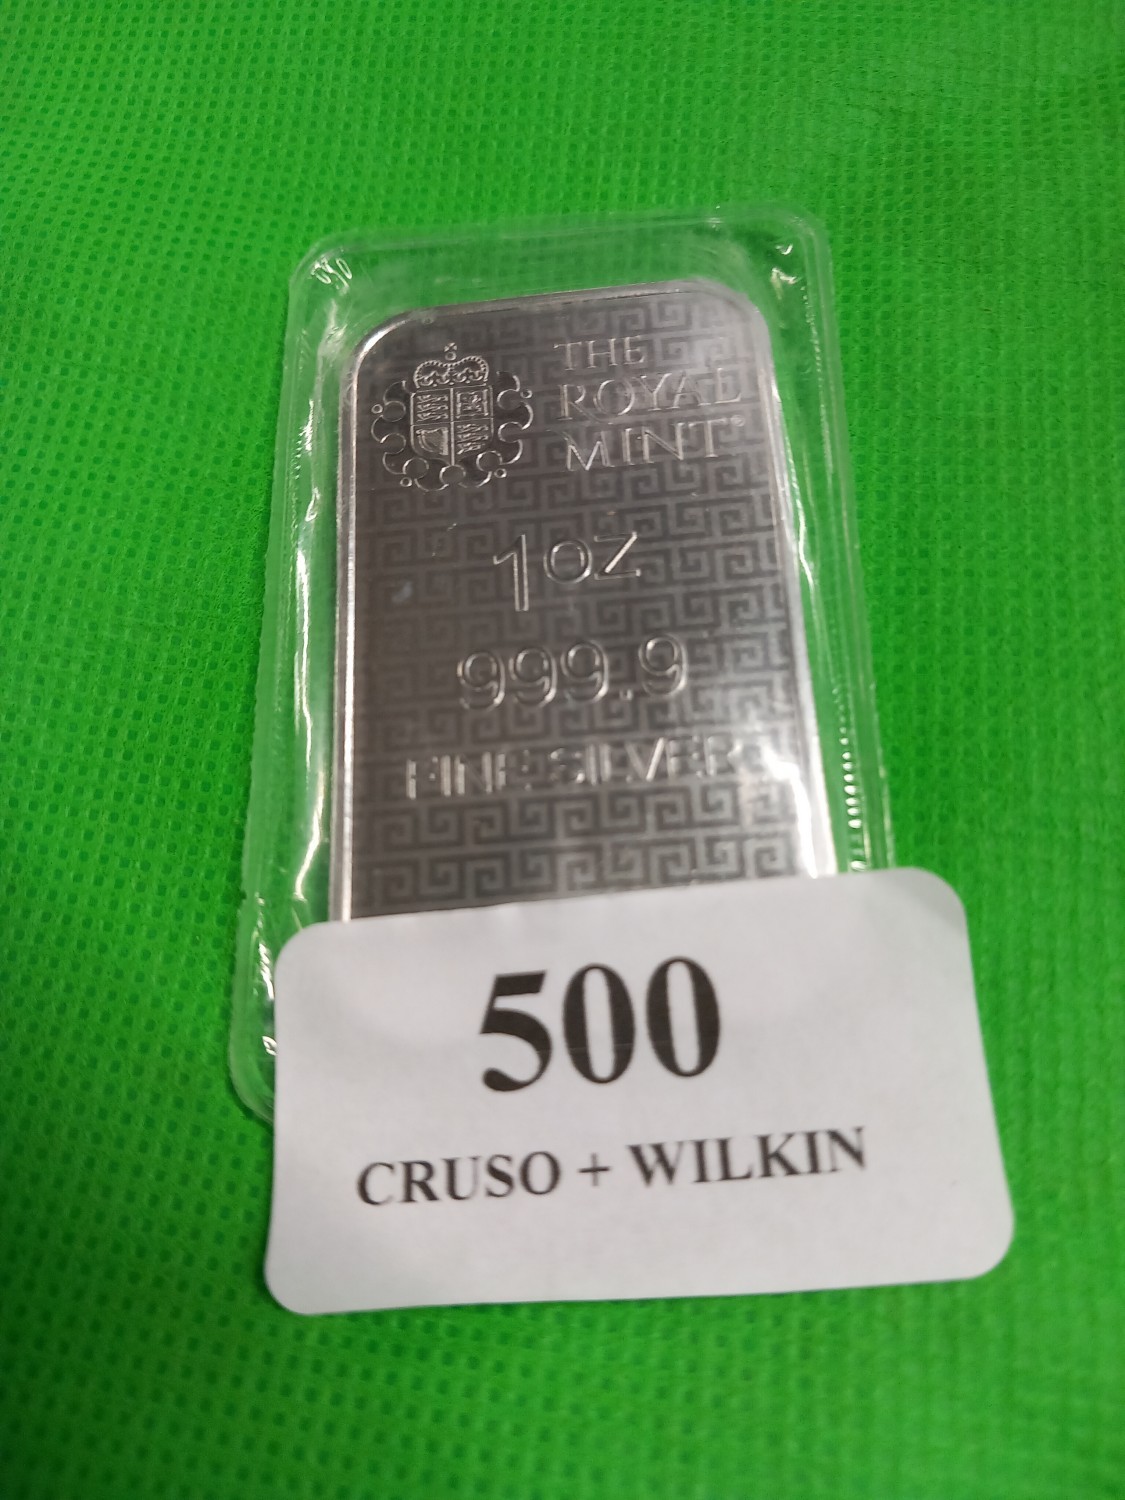 THE
ROYAL
MINT®
1oz
999.9
FINE SILVER
500
CRUSO + WILKIN